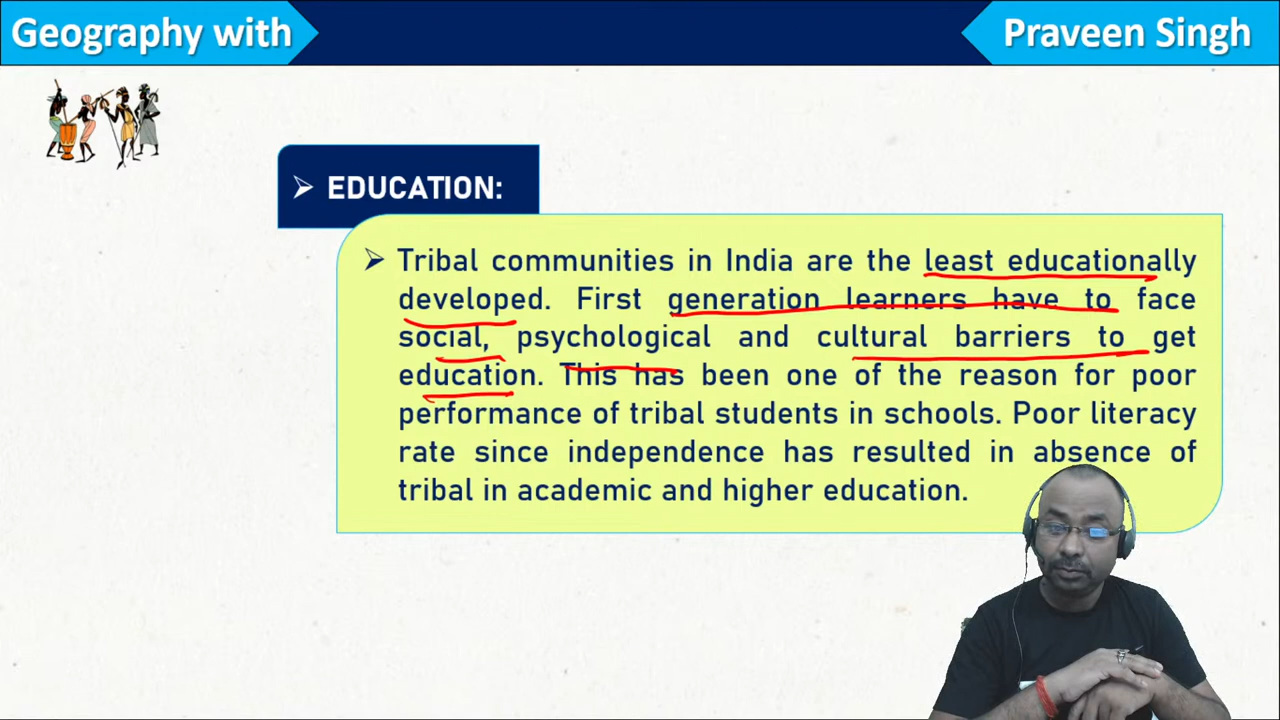 Geography with
Praveen Singh
➢ EDUCATION:
➢ Tribal communities in India are the least educationally
developed. First generation learners have to face
social, psychological and cultural barriers to get
education. This has been one of the reason for poor
performance of tribal students in schools. Poor literacy
rate since independence has resulted in absence of
tribal in academic and higher education.